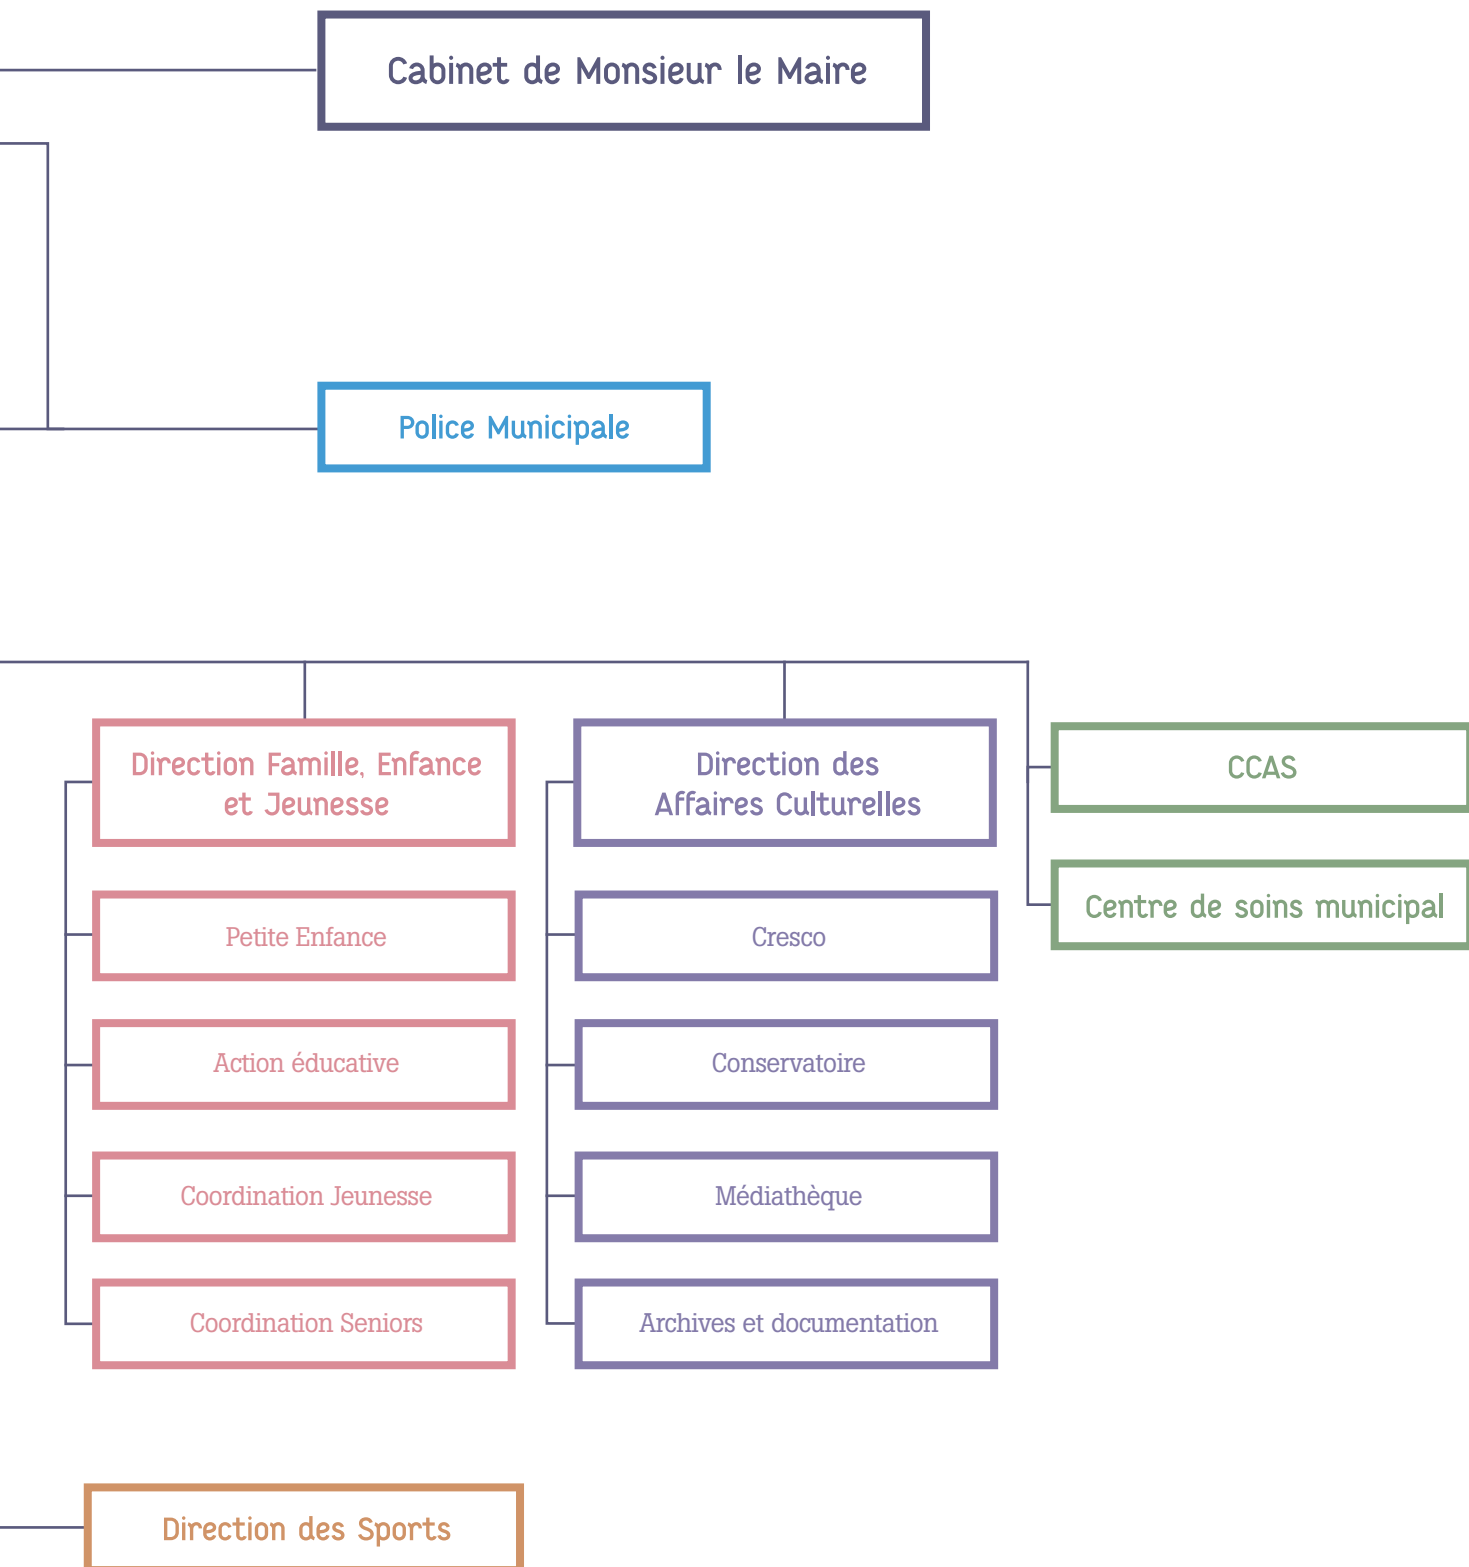 Cabinet de Monsieur le Maire
Police Municipale
Direction Famille, Enfance
et Jeunesse
Petite Enfance
Action éducative
Coordination Jeunesse
Coordination Seniors
Direction des
Affaires Culturelles
Cresco
Conservatoire
Médiathèque
Archives et documentation
CCAS
Centre de soins municipal
Direction des Sports